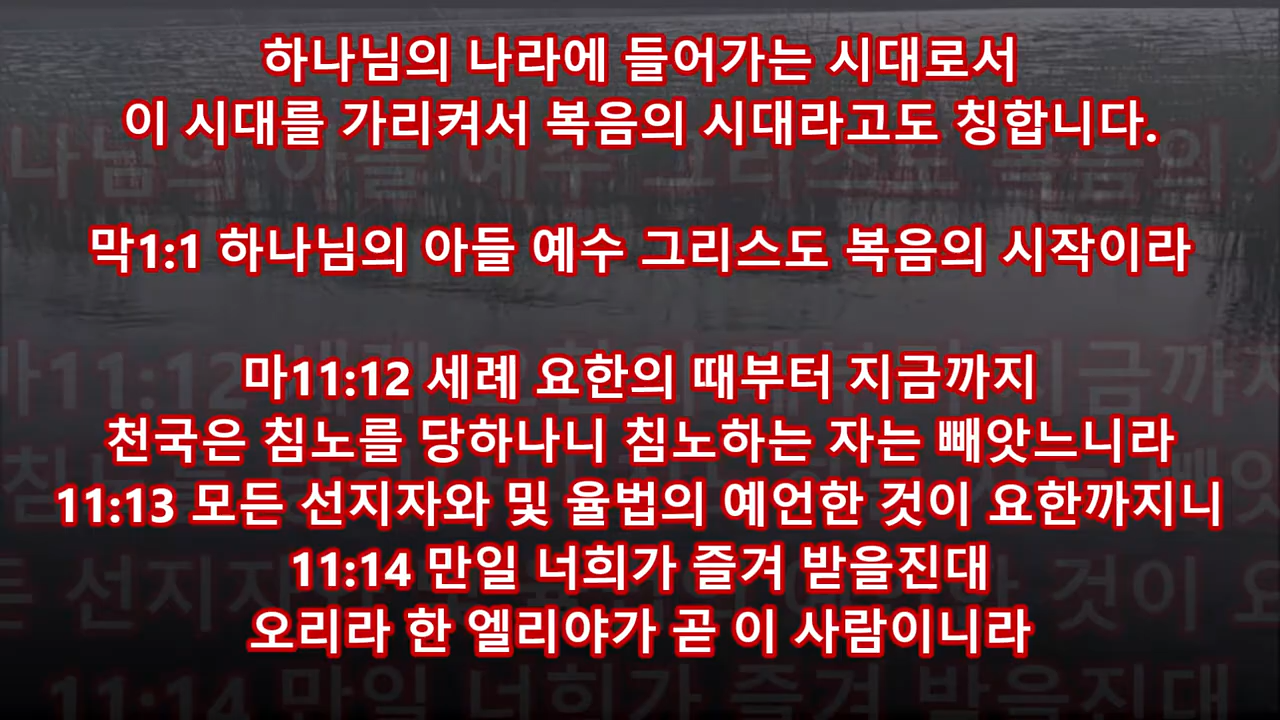 하나님의 나라에 들어가는 시대로서
이 시대를 가리켜서 복음의 시대라고도 칭합니다.
막1:1 하나님의 아들 예수 그리스도 복음의 시작이라
마11:12 세례 요한의 때부터 지금까지
천국은 침노를 당하나니 침노하는 자는 빼앗느니라
11:13 모든 선지자와 및 율법의 예언한 것이 요한까지니
11:14 만일 너희가 즐겨 받을진대
오리라 한 엘리야가 곧 이 사람이니라